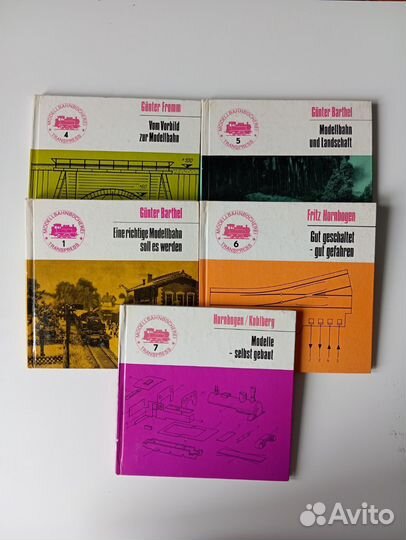 MODELLBAHNBÜCHEREI
TRANSPRESS
4
Günter Fromm
Vom Vorbild
zur Modellbahn
+100
MODELLBAHNBÜCHEREI
TRANSPRESS
5
Günter Barthel
Modellbahn
und Landschaft
MODELLBAHNBÜCHEREI
TRANSPRESS
1
Günter Barthel
Eine richtige Modellbahn
soll es werden
MODELLBAHNBÜCHEREI
TRANSPRESS
6
Fritz Hornbogen
Gut geschaltet
- gut gefahren
MODELLBAHNBÜCHEREI
TRANSPRESS
7
Hornbogen / Kohlberg
Modelle
- selbst gebaut
Avito